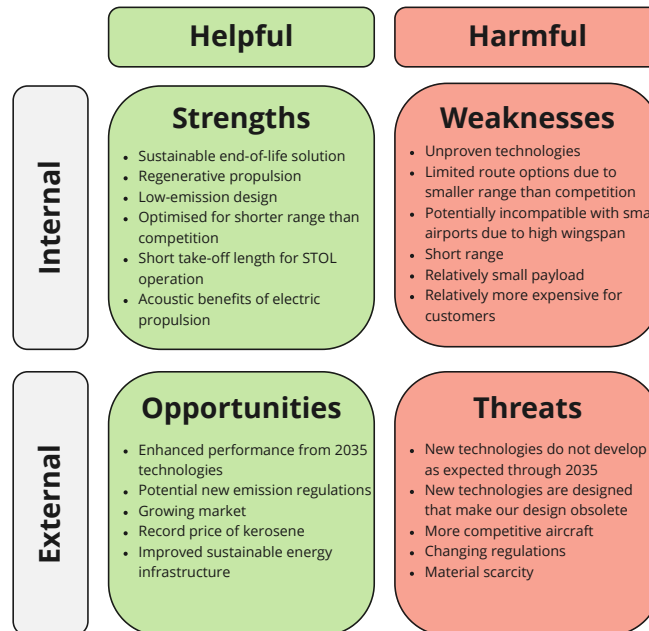 Helpful
Harmful
Internal
Strengths
• Sustainable end-of-life solution
• Regenerative propulsion
• Low-emission design
• Optimised for shorter range than
competition
• Short take-off length for STOL
operation
• Acoustic benefits of electric
propulsion
Weaknesses
• Unproven technologies
• Limited route options due to
smaller range than competition
• Potentially incompatible with sma
airports due to high wingspan
• Short range
• Relatively small payload
• Relatively more expensive for
customers
External
Opportunities
• Enhanced performance from 2035
technologies
• Potential new emission regulations
• Growing market
• Record price of kerosene
• Improved sustainable energy
infrastructure
Threats
• New technologies do not develop
as expected through 2035
• New technologies are designed
that make our design obsolete
• More competitive aircraft
• Changing regulations
• Material scarcity